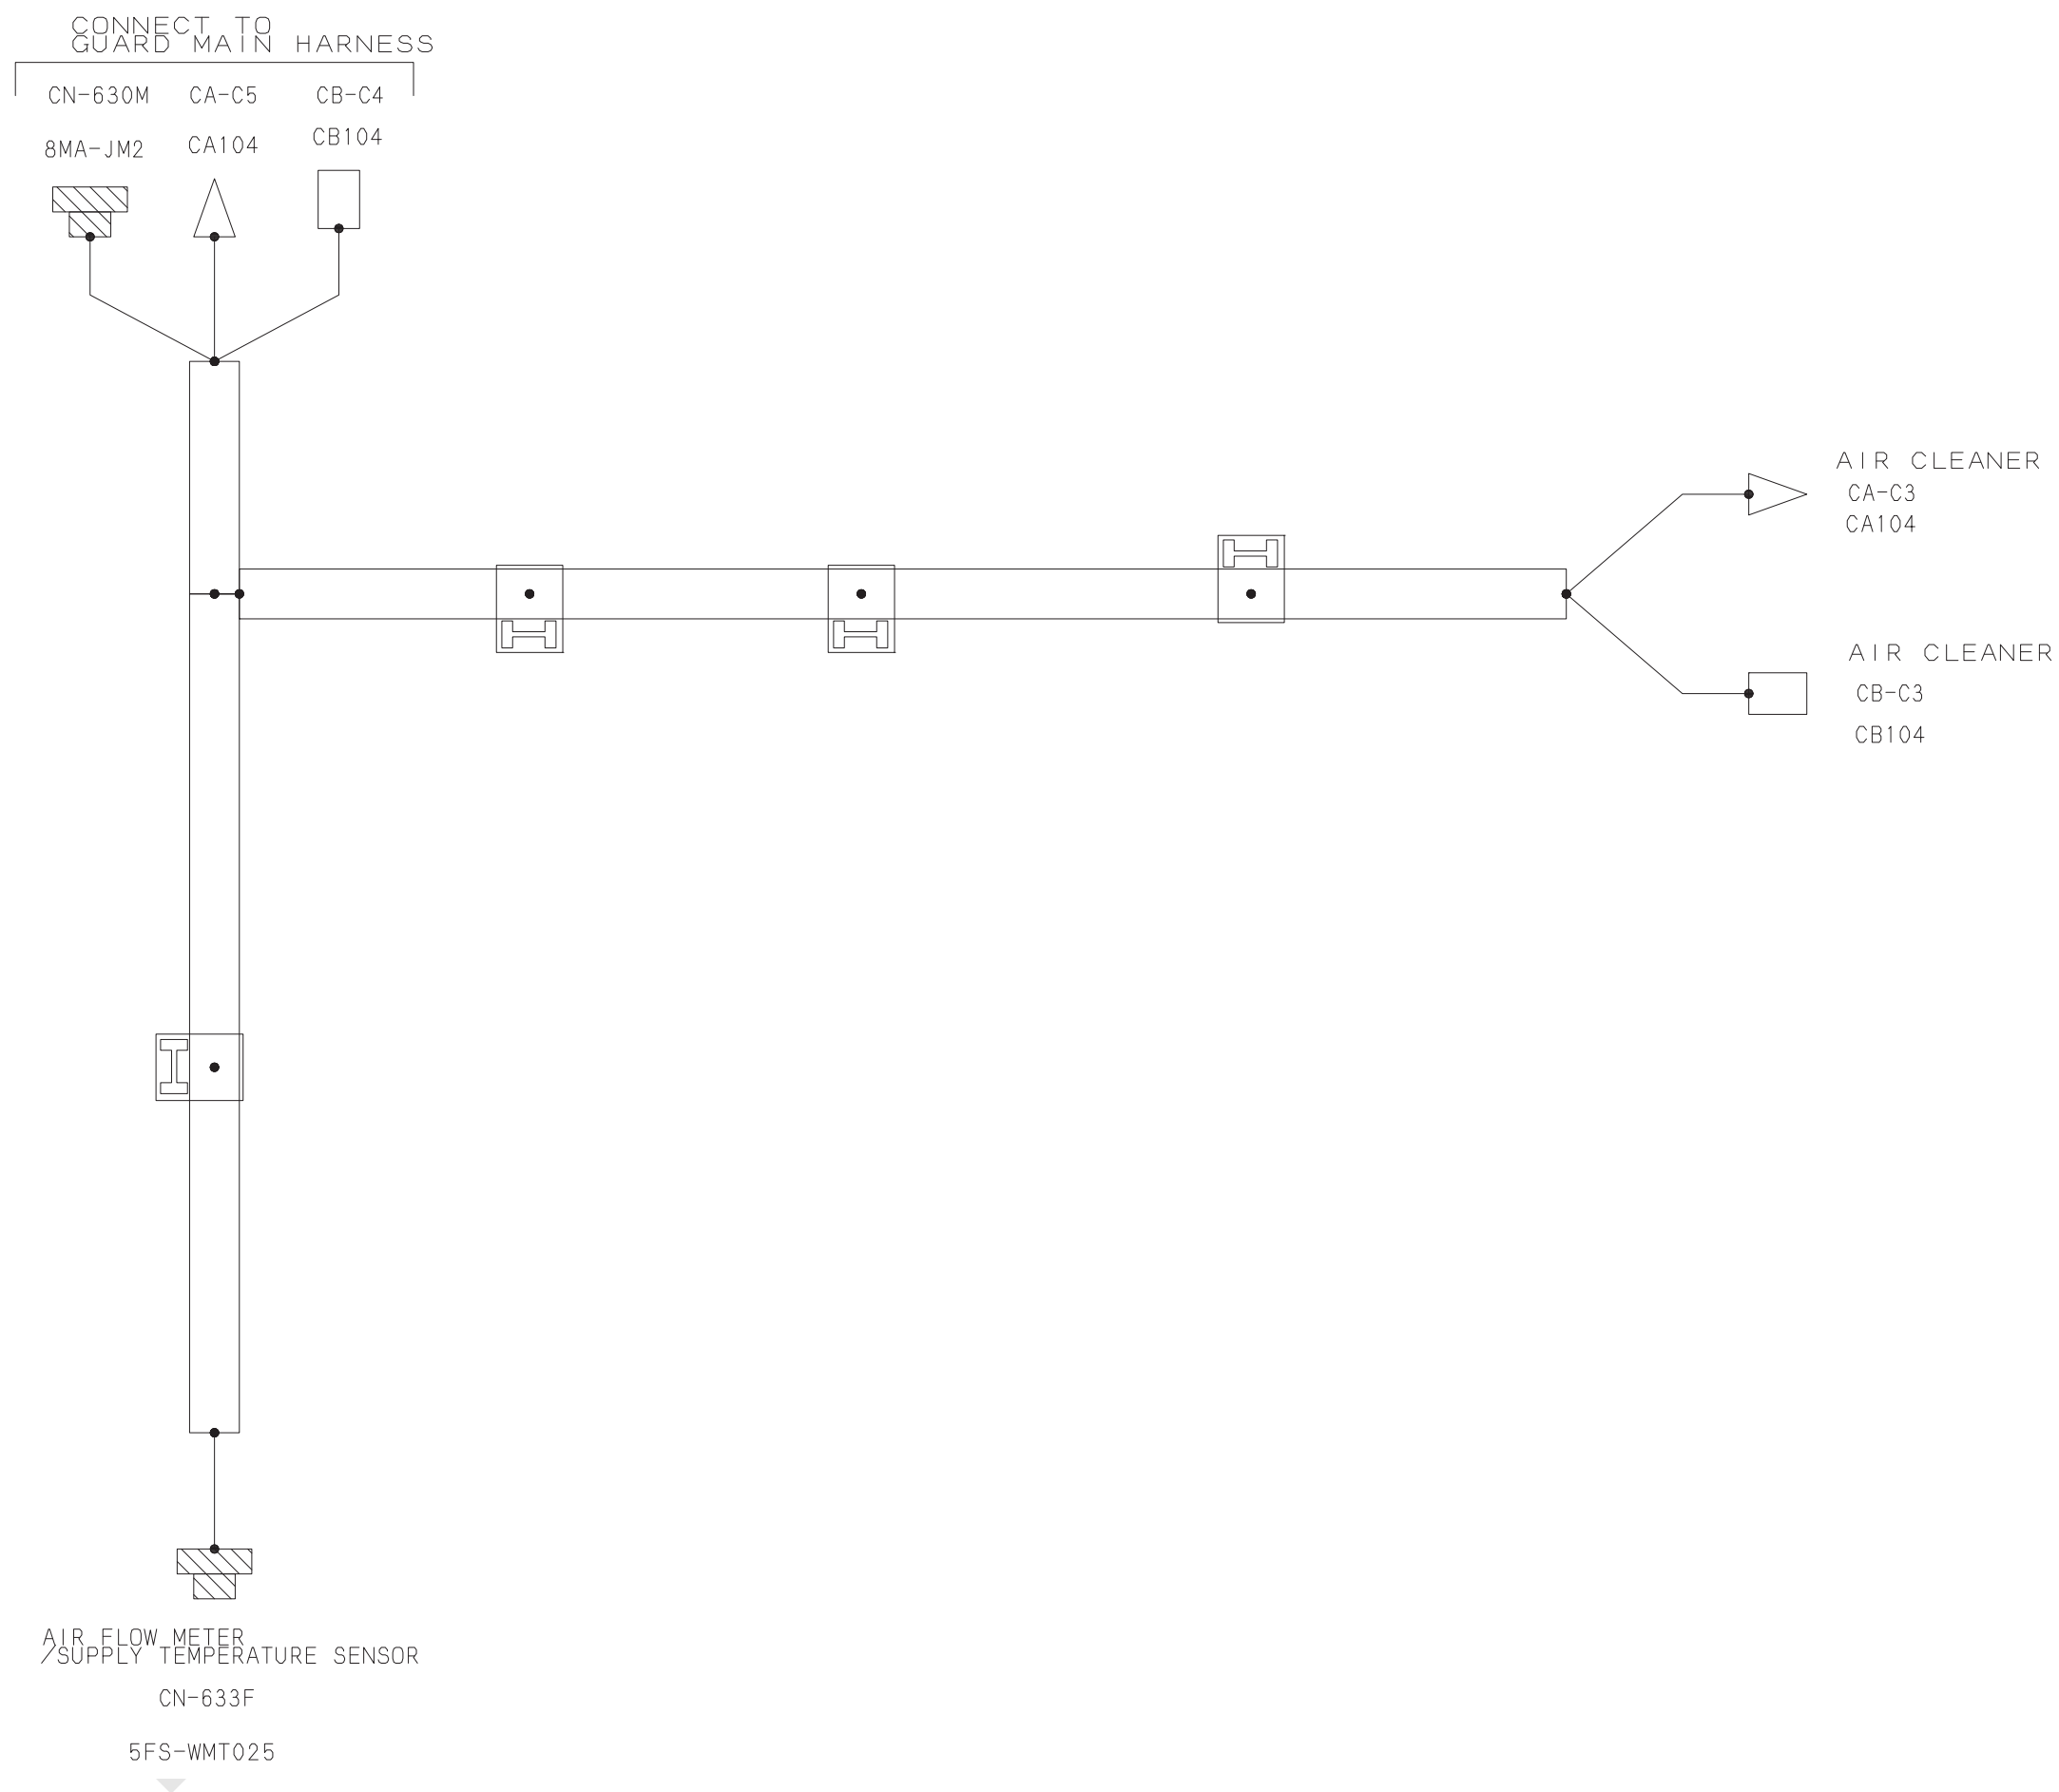 CONNECT TO
GUARD MAIN HARNESS
CN-630M CA-C5 CB-C4
8MA-JM2 CA104 CB104
AIR CLEANER
CA-C3
CA104
AIR CLEANER
CB-C3
CB104
AIR FLOW METER
/SUPPLY TEMPERATURE SENSOR
CN-633F
5FS-WMT025